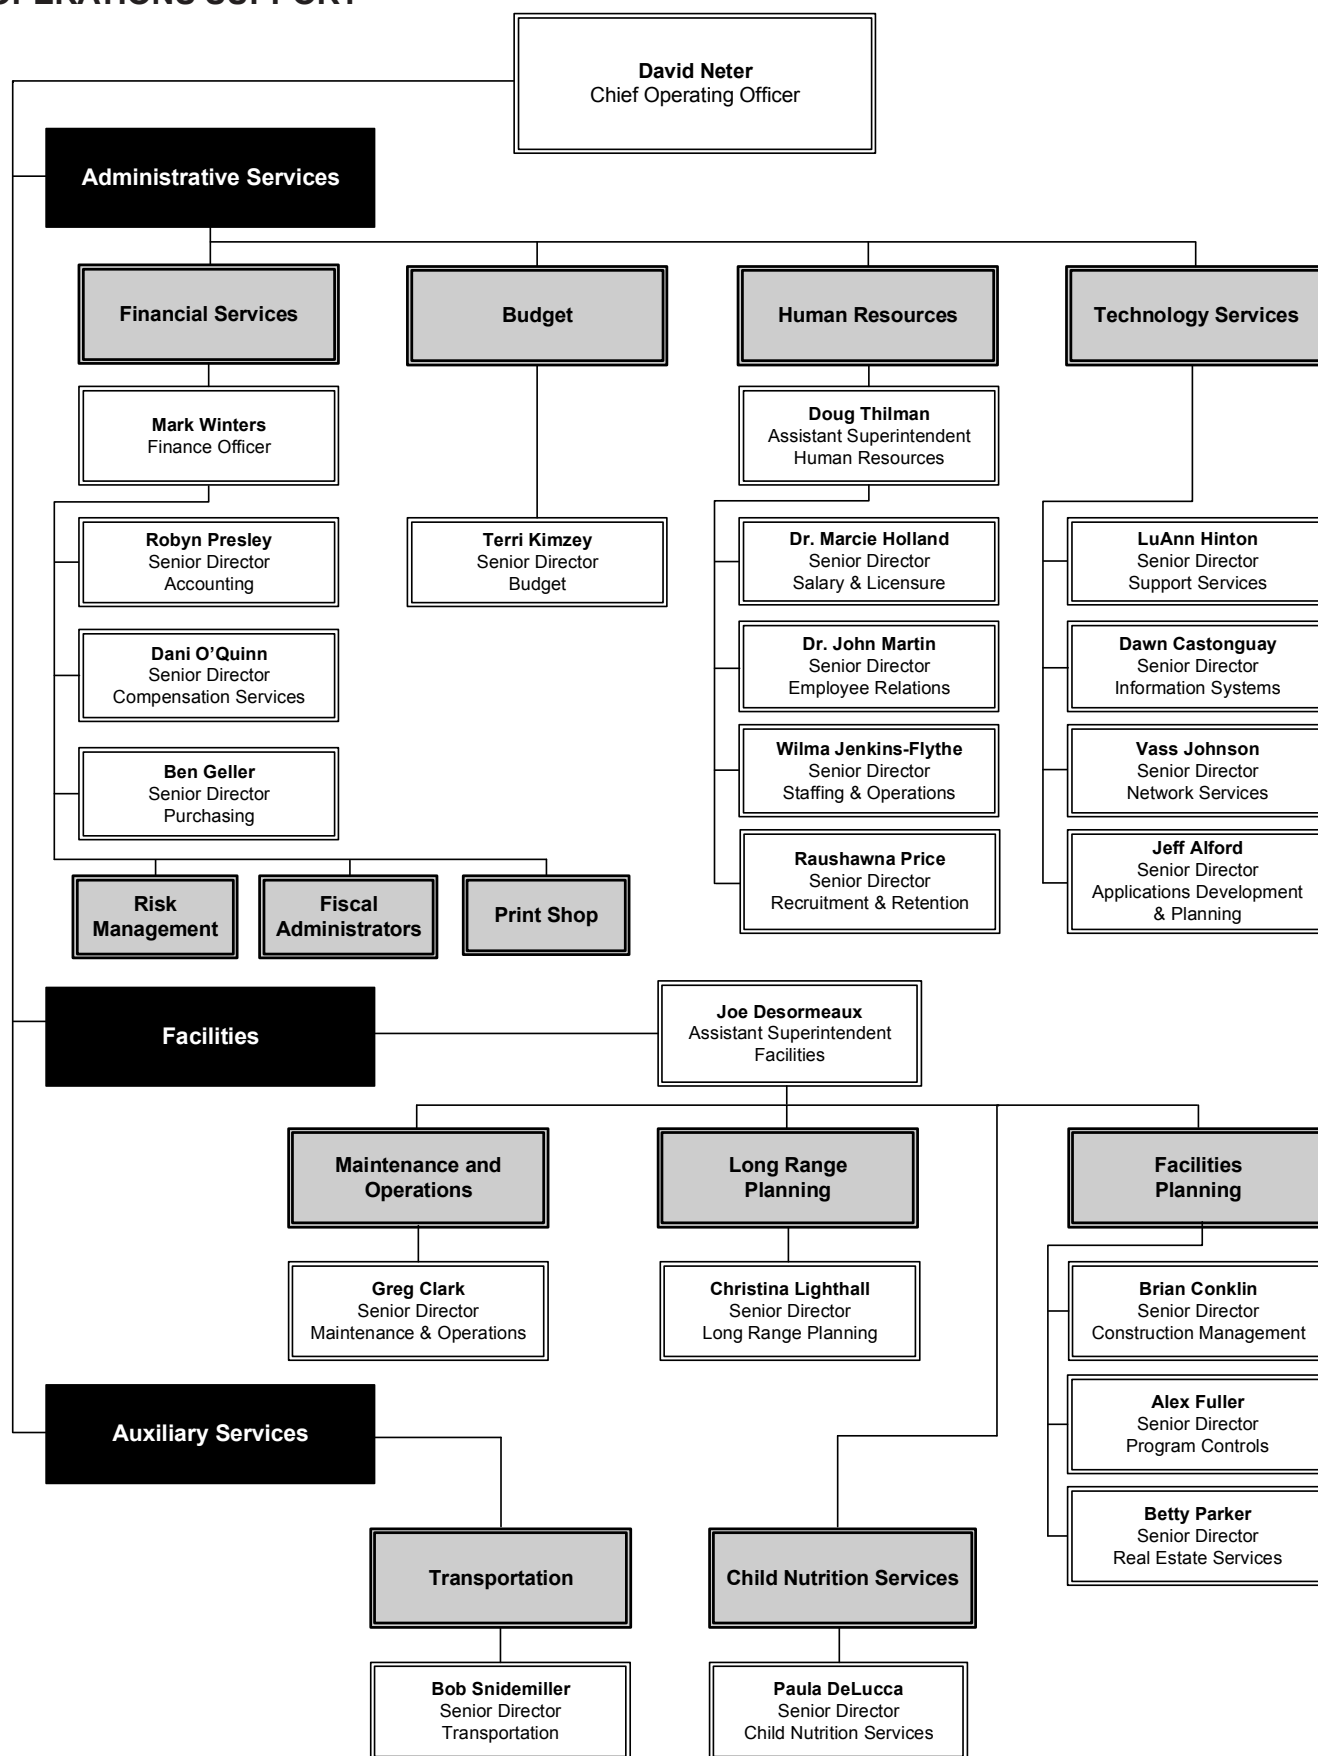 OPERATIONS SUPPORT
David Neter
Chief Operating Officer
Administrative Services
Financial Services
Budget
Human Resources
Technology Services
Mark Winters
Finance Officer
Doug Thilman
Assistant Superintendent
Human Resources
Robyn Presley
Senior Director
Accounting
Terri Kimzey
Senior Director
Budget
Dr. Marcie Holland
Senior Director
Salary & Licensure
LuAnn Hinton
Senior Director
Support Services
Dani O’Quinn
Senior Director
Compensation Services
Dr. John Martin
Senior Director
Employee Relations
Dawn Castonguay
Senior Director
Information Systems
Ben Geller
Senior Director
Purchasing
Wilma Jenkins-Flythe
Senior Director
Staffing & Operations
Vass Johnson
Senior Director
Network Services
Raushawna Price
Senior Director
Recruitment & Retention
Jeff Alford
Senior Director
Applications Development
& Planning
Risk
Management
Fiscal
Administrators
Print Shop
Facilities
Joe Desormeaux
Assistant Superintendent
Facilities
Maintenance and
Operations
Long Range
Planning
Facilities
Planning
Greg Clark
Senior Director
Maintenance & Operations
Christina Lighthall
Senior Director
Long Range Planning
Brian Conklin
Senior Director
Construction Management
Alex Fuller
Senior Director
Program Controls
Betty Parker
Senior Director
Real Estate Services
Auxiliary Services
Transportation
Child Nutrition Services
Bob Snidemiller
Senior Director
Transportation
Paula DeLucca
Senior Director
Child Nutrition Services